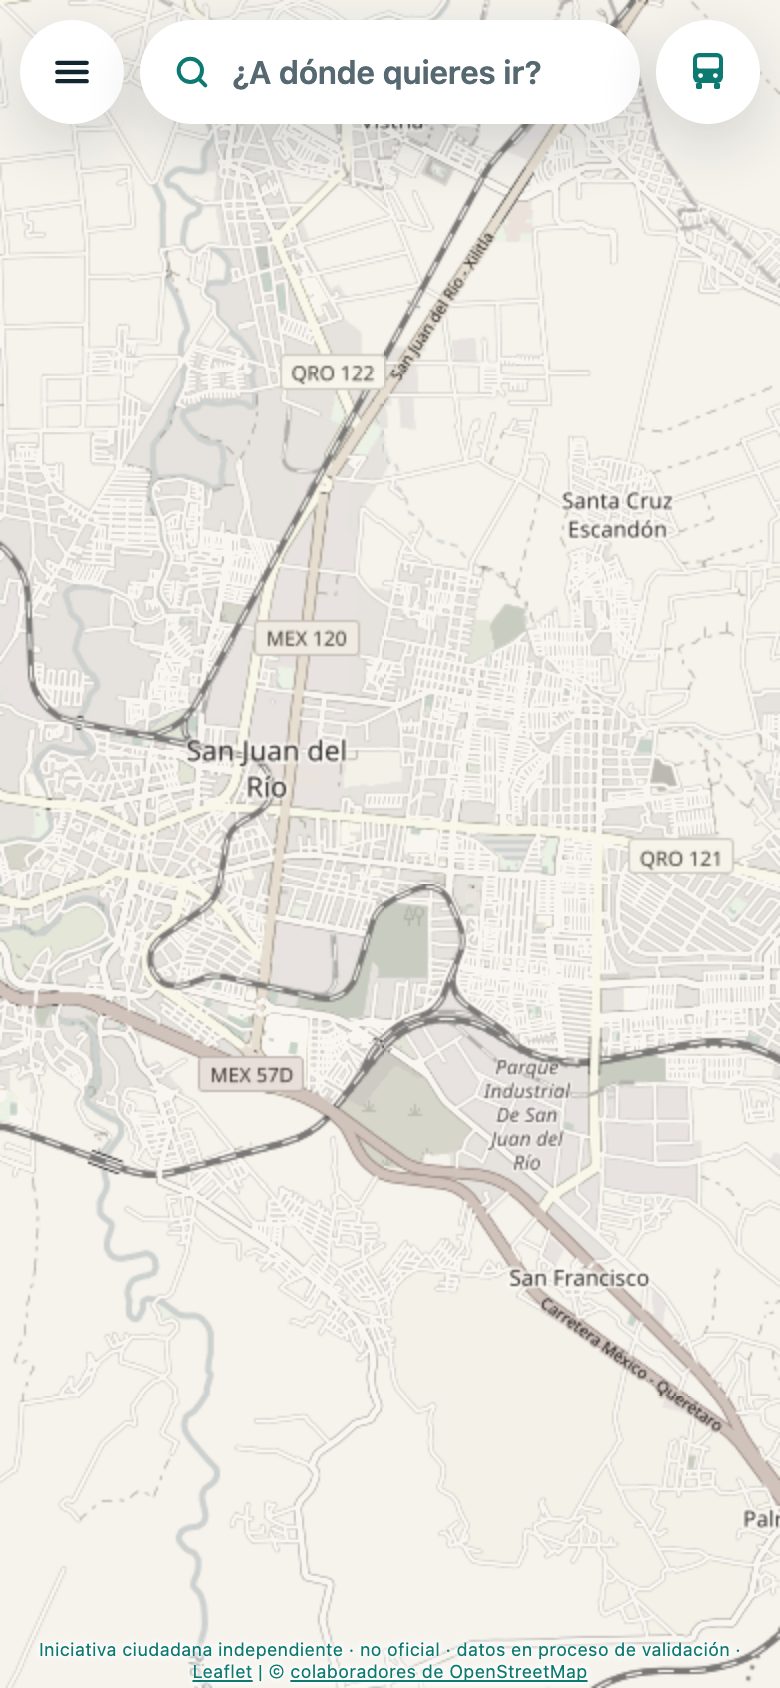 ¿A dónde quieres ir?
San Juan del Río - Xilitla
QRO 122
Santa Cruz
Escandón
MEX 120
San Juan del
Río
QRO 121
MEX 57D
Parque
Industrial
De San
Juan del
Río
San Francisco
Carretera México - Querétaro
Iniciativa ciudadana independiente · no oficial · datos en proceso de validación ·
Leaflet | © colaboradores de OpenStreetMap